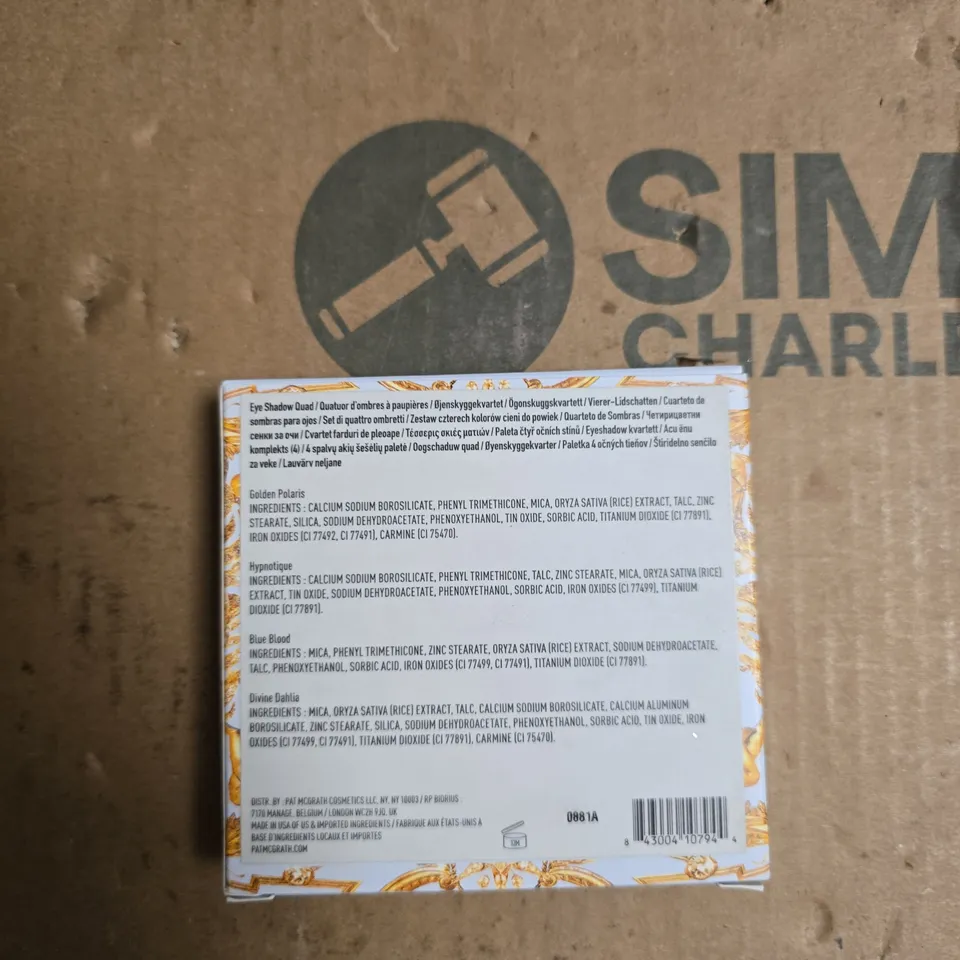 SIM
CHARLE
Eye Shadow Quad / Quatuor d'ombres à paupières / Øjenskyggekvartet / Ögonskuggskvartett / Vierer-Lidschatten / Cuarteto de
sombras para ojos / Set di quattro ombretti / Zestaw czterech kolorów cieni do powiek / Quarteto de Sombras / Четирицветни
сенки за очи / Cvartet farduri de pleoape / Τέσσερις σκιές ματιών / Paleta čtyř očních stínů / Eyeshadow kvartett / Acu ēnu
komplekts (4) / 4 spalvų akių šešėlių paletė / Oogschaduw quad / Øyenskyggekvarter / Paletka 4 očných tieňov / Štiridelno senčilo
za veke / Lauvärv neljane
Golden Polaris
INGREDIENTS : CALCIUM SODIUM BOROSILICATE, PHENYL TRIMETHICONE, MICA, ORYZA SATIVA (RICE) EXTRACT, TALC, ZINC
STEARATE, SILICA, SODIUM DEHYDROACETATE, PHENOXYETHANOL, TIN OXIDE, SORBIC ACID, TITANIUM DIOXIDE (CI 77891),
IRON OXIDES (CI 77492, CI 77491), CARMINE (CI 75470).
Hypnotique
INGREDIENTS : CALCIUM SODIUM BOROSILICATE, PHENYL TRIMETHICONE, TALC, ZINC STEARATE, MICA, ORYZA SATIVA (RICE)
EXTRACT, TIN OXIDE, SODIUM DEHYDROACETATE, PHENOXYETHANOL, SORBIC ACID, IRON OXIDES (CI 77499), TITANIUM
DIOXIDE (CI 77891).
Blue Blood
INGREDIENTS : MICA, PHENYL TRIMETHICONE, ZINC STEARATE, ORYZA SATIVA (RICE) EXTRACT, SODIUM DEHYDROACETATE,
TALC, PHENOXYETHANOL, SORBIC ACID, IRON OXIDES (CI 77499, CI 77491), TITANIUM DIOXIDE (CI 77891).
Divine Dahlia
INGREDIENTS : MICA, ORYZA SATIVA (RICE) EXTRACT, TALC, CALCIUM SODIUM BOROSILICATE, CALCIUM ALUMINUM
BOROSILICATE, ZINC STEARATE, SILICA, SODIUM DEHYDROACETATE, PHENOXYETHANOL, SORBIC ACID, TIN OXIDE, IRON
OXIDES (CI 77499, CI 77491), TITANIUM DIOXIDE (CI 77891), CARMINE (CI 75470).
DISTR. BY : PAT MCGRATH COSMETICS LLC, NY, NY 10003 / RP BIORIUS :
7170 MANAGE, BELGIUM / LONDON WC2H 9JQ, UK
MADE IN USA OF US & IMPORTED INGREDIENTS / FABRIQUÉ AUX ÉTATS-UNIS À
BASE D'INGRÉDIENTS LOCAUX ET IMPORTÉS
PATMCGRATH.COM
12M
0881A
8 43004 10794 4